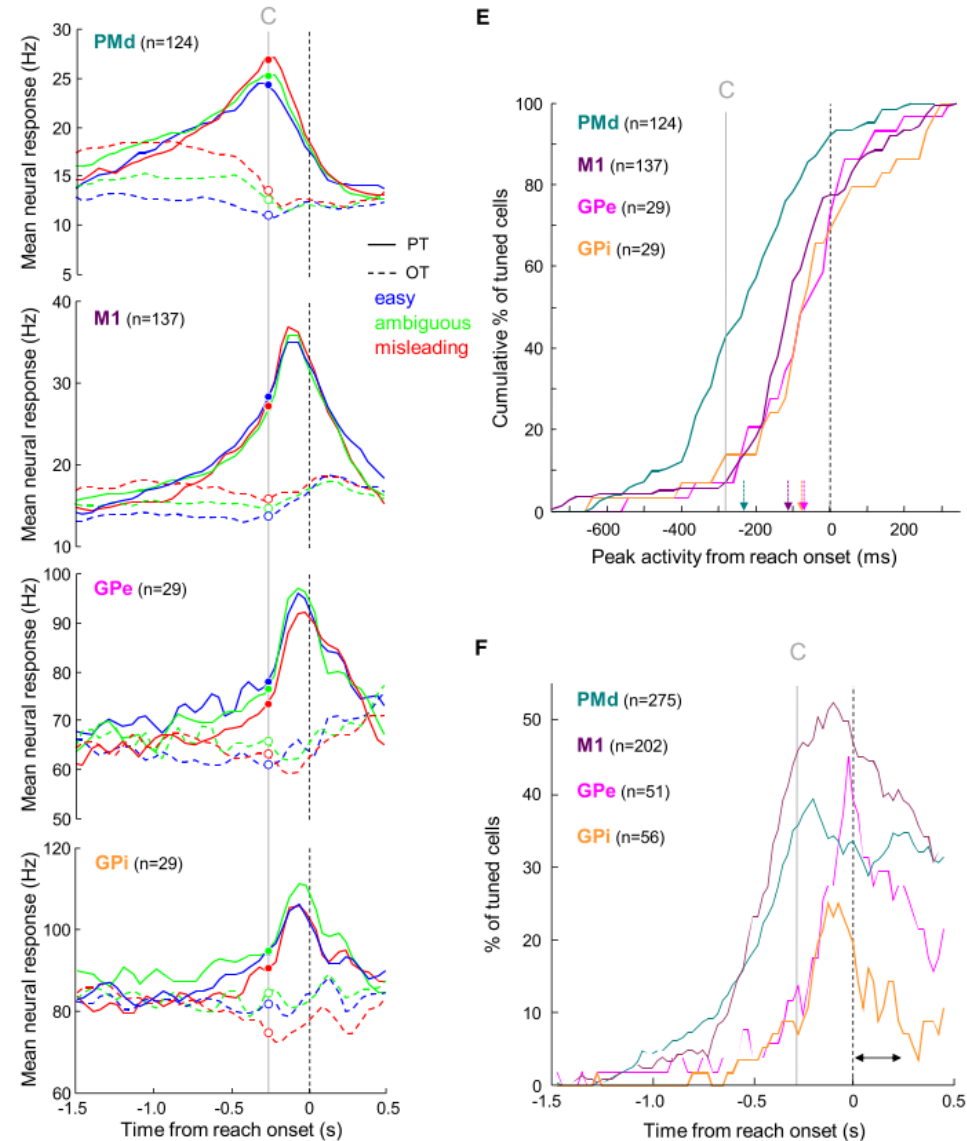 C
PMd (n=124)
30
25
20
15
10
5
Mean neural response (Hz)
PT
OT
easy
ambiguous
misleading
M1 (n=137)
40
30
20
10
Mean neural response (Hz)
GPe (n=29)
100
90
80
70
60
50
Mean neural response (Hz)
GPi (n=29)
120
100
80
60
Mean neural response (Hz)
-1.5 -1.0 -0.5 0 0.5
Time from reach onset (s)
E
C
PMd (n=124)
M1 (n=137)
GPe (n=29)
GPi (n=29)
100
80
60
40
20
0
Cumulative % of tuned cells
-600 -400 -200 0 200
Peak activity from reach onset (ms)
F
C
PMd (n=275)
M1 (n=202)
GPe (n=51)
GPi (n=56)
50
40
30
20
10
0
% of tuned cells
-1.5 -1.0 -0.5 0 0.5
Time from reach onset (s)